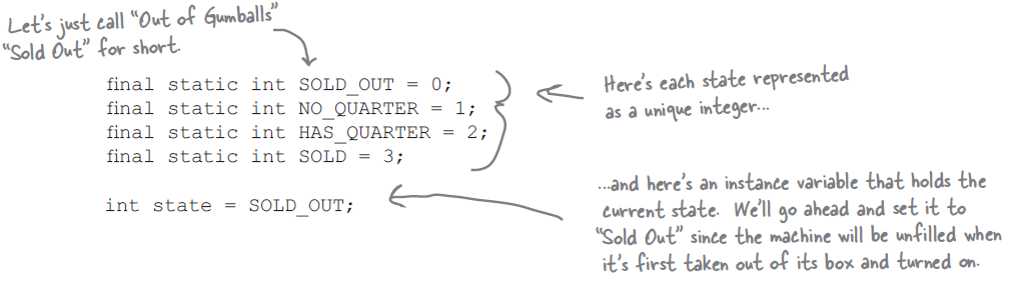 Let's just call "Out of Gumballs"
"Sold Out" for short.
final static int SOLD_OUT = 0;
final static int NO_QUARTER = 1;
final static int HAS_QUARTER = 2;
final static int SOLD = 3;
Here's each state represented
as a unique integer...
int state = SOLD_OUT;
...and here's an instance variable that holds the
current state. We'll go ahead and set it to
"Sold Out" since the machine will be unfilled when
it's first taken out of its box and turned on.